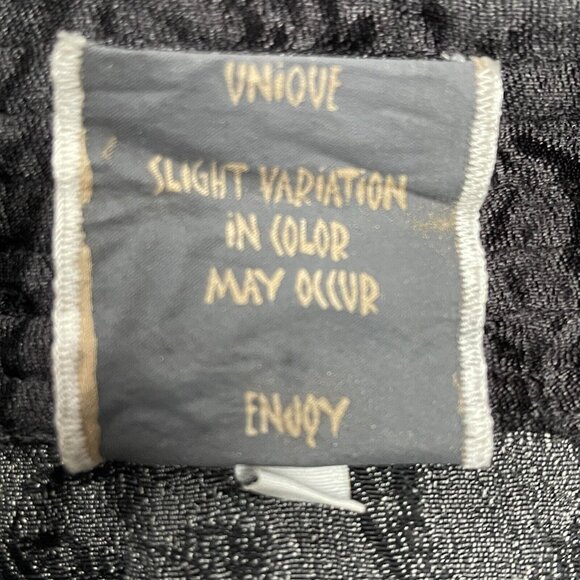 UNiQUE
SLIGHT VARiATiON
iN COLOR
MAY OCCUR
ENJOY